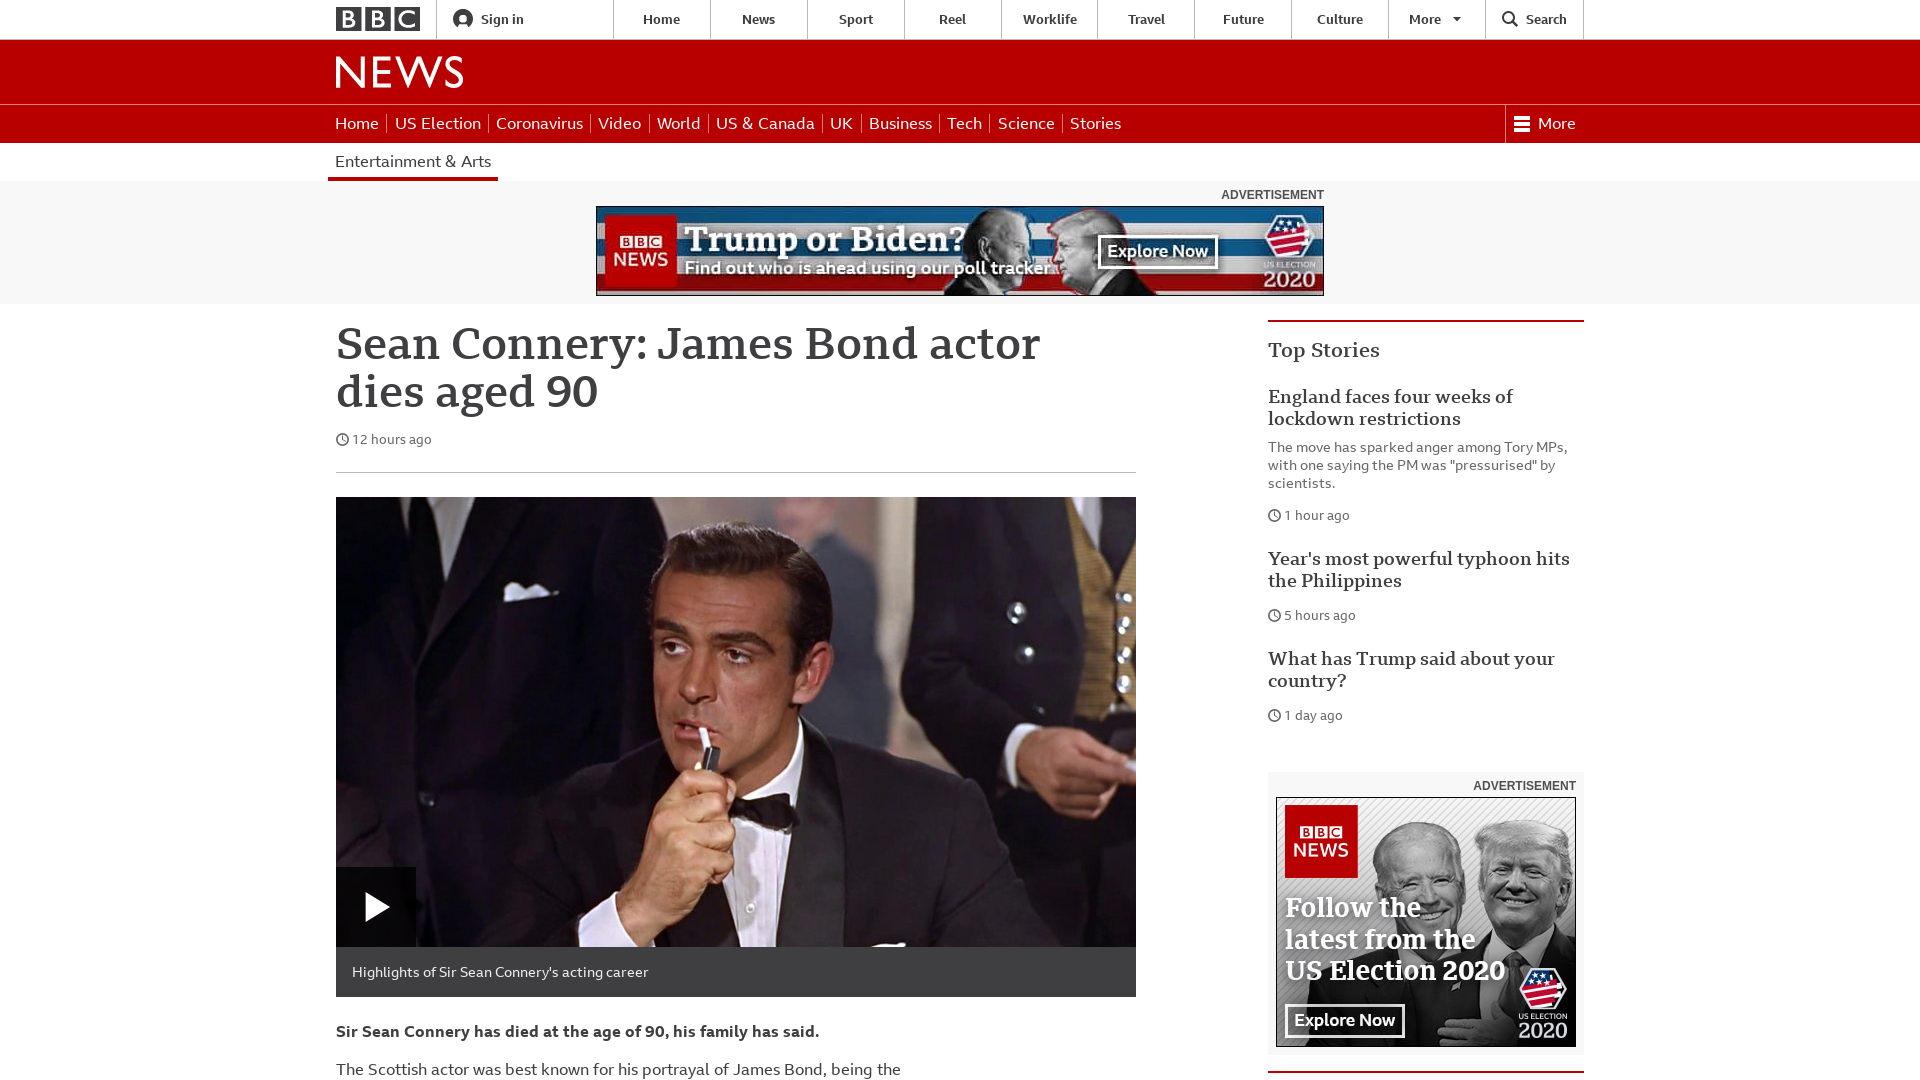 BBC
Sign in
Home
News
Sport
Reel
Worklife
Travel
Future
Culture
More
Search
NEWS
Home
US Election
Coronavirus
Video
World
US & Canada
UK
Business
Tech
Science
Stories
More
Entertainment & Arts
ADVERTISEMENT
BBC
NEWS
Trump or Biden?
Find out who is ahead using our poll tracker
Explore Now
US ELECTION
2020
Sean Connery: James Bond actor
dies aged 90
12 hours ago
Highlights of Sir Sean Connery's acting career
Sir Sean Connery has died at the age of 90, his family has said.
The Scottish actor was best known for his portrayal of James Bond, being the
Top Stories
England faces four weeks of
lockdown restrictions
The move has sparked anger among Tory MPs,
with one saying the PM was "pressurised" by
scientists.
1 hour ago
Year's most powerful typhoon hits
the Philippines
5 hours ago
What has Trump said about your
country?
1 day ago
ADVERTISEMENT
BBC
NEWS
Follow the
latest from the
US Election 2020
Explore Now
US ELECTION
2020